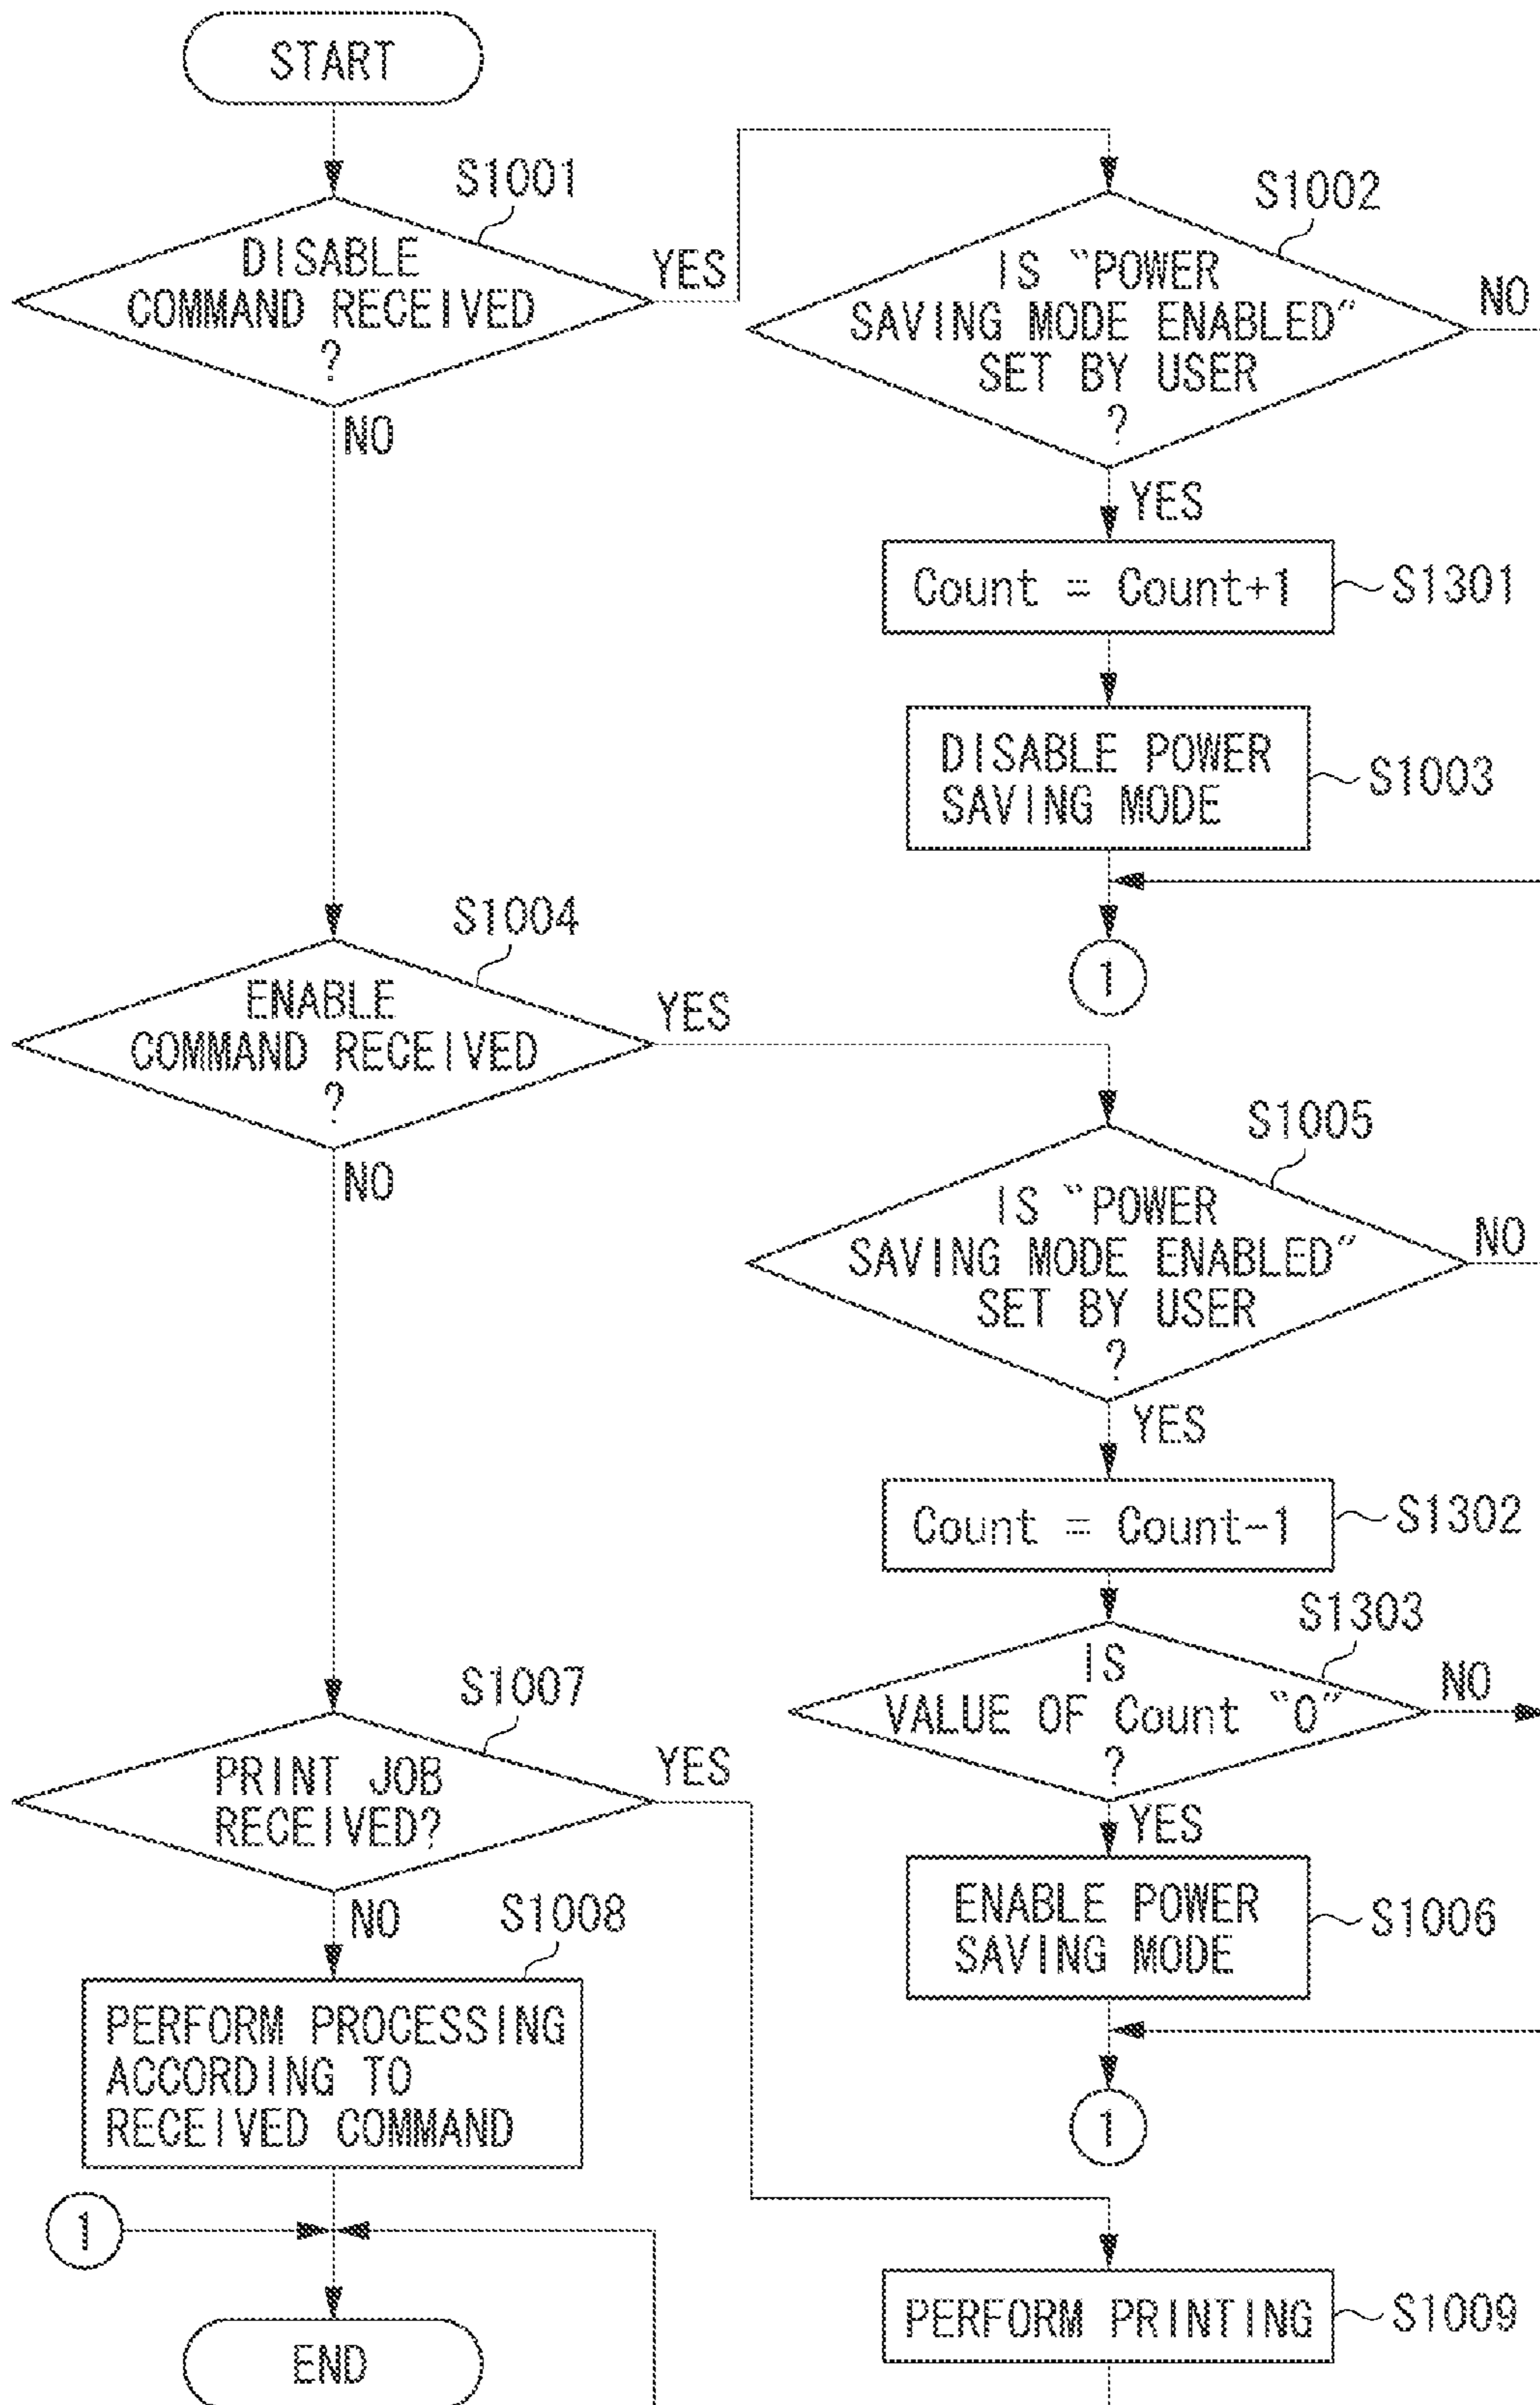 START
S1001
DISABLE
COMMAND RECEIVED
?
YES
NO
S1002
IS "POWER
SAVING MODE ENABLED"
SET BY USER
?
NO
YES
Count = Count+1
S1301
DISABLE POWER
SAVING MODE
S1003
1
S1004
ENABLE
COMMAND RECEIVED
?
YES
NO
S1005
IS "POWER
SAVING MODE ENABLED"
SET BY USER
?
NO
YES
Count = Count-1
S1302
S1303
IS
VALUE OF Count "0"
?
NO
YES
ENABLE POWER
SAVING MODE
S1006
1
S1007
PRINT JOB
RECEIVED?
YES
NO
S1008
PERFORM PROCESSING
ACCORDING TO
RECEIVED COMMAND
1
PERFORM PRINTING
S1009
END